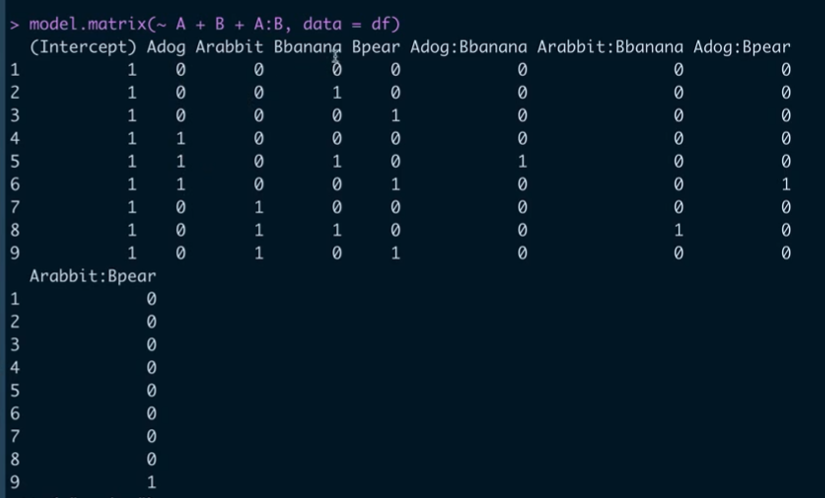 > model.matrix(~ A + B + A:B, data = df)
(Intercept) Adog Arabbit Bbanana Bpear Adog:Bbanana Arabbit:Bbanana Adog:Bpear
1 1 0 0 0 0 0 0 0
2 1 0 0 1 0 0 0 0
3 1 0 0 0 1 0 0 0
4 1 1 0 0 0 0 0 0
5 1 1 0 1 0 1 0 0
6 1 1 0 0 1 0 0 1
7 1 0 1 0 0 0 0 0
8 1 0 1 1 0 0 1 0
9 1 0 1 0 1 0 0 0
Arabbit:Bpear
1 0
2 0
3 0
4 0
5 0
6 0
7 0
8 0
9 1